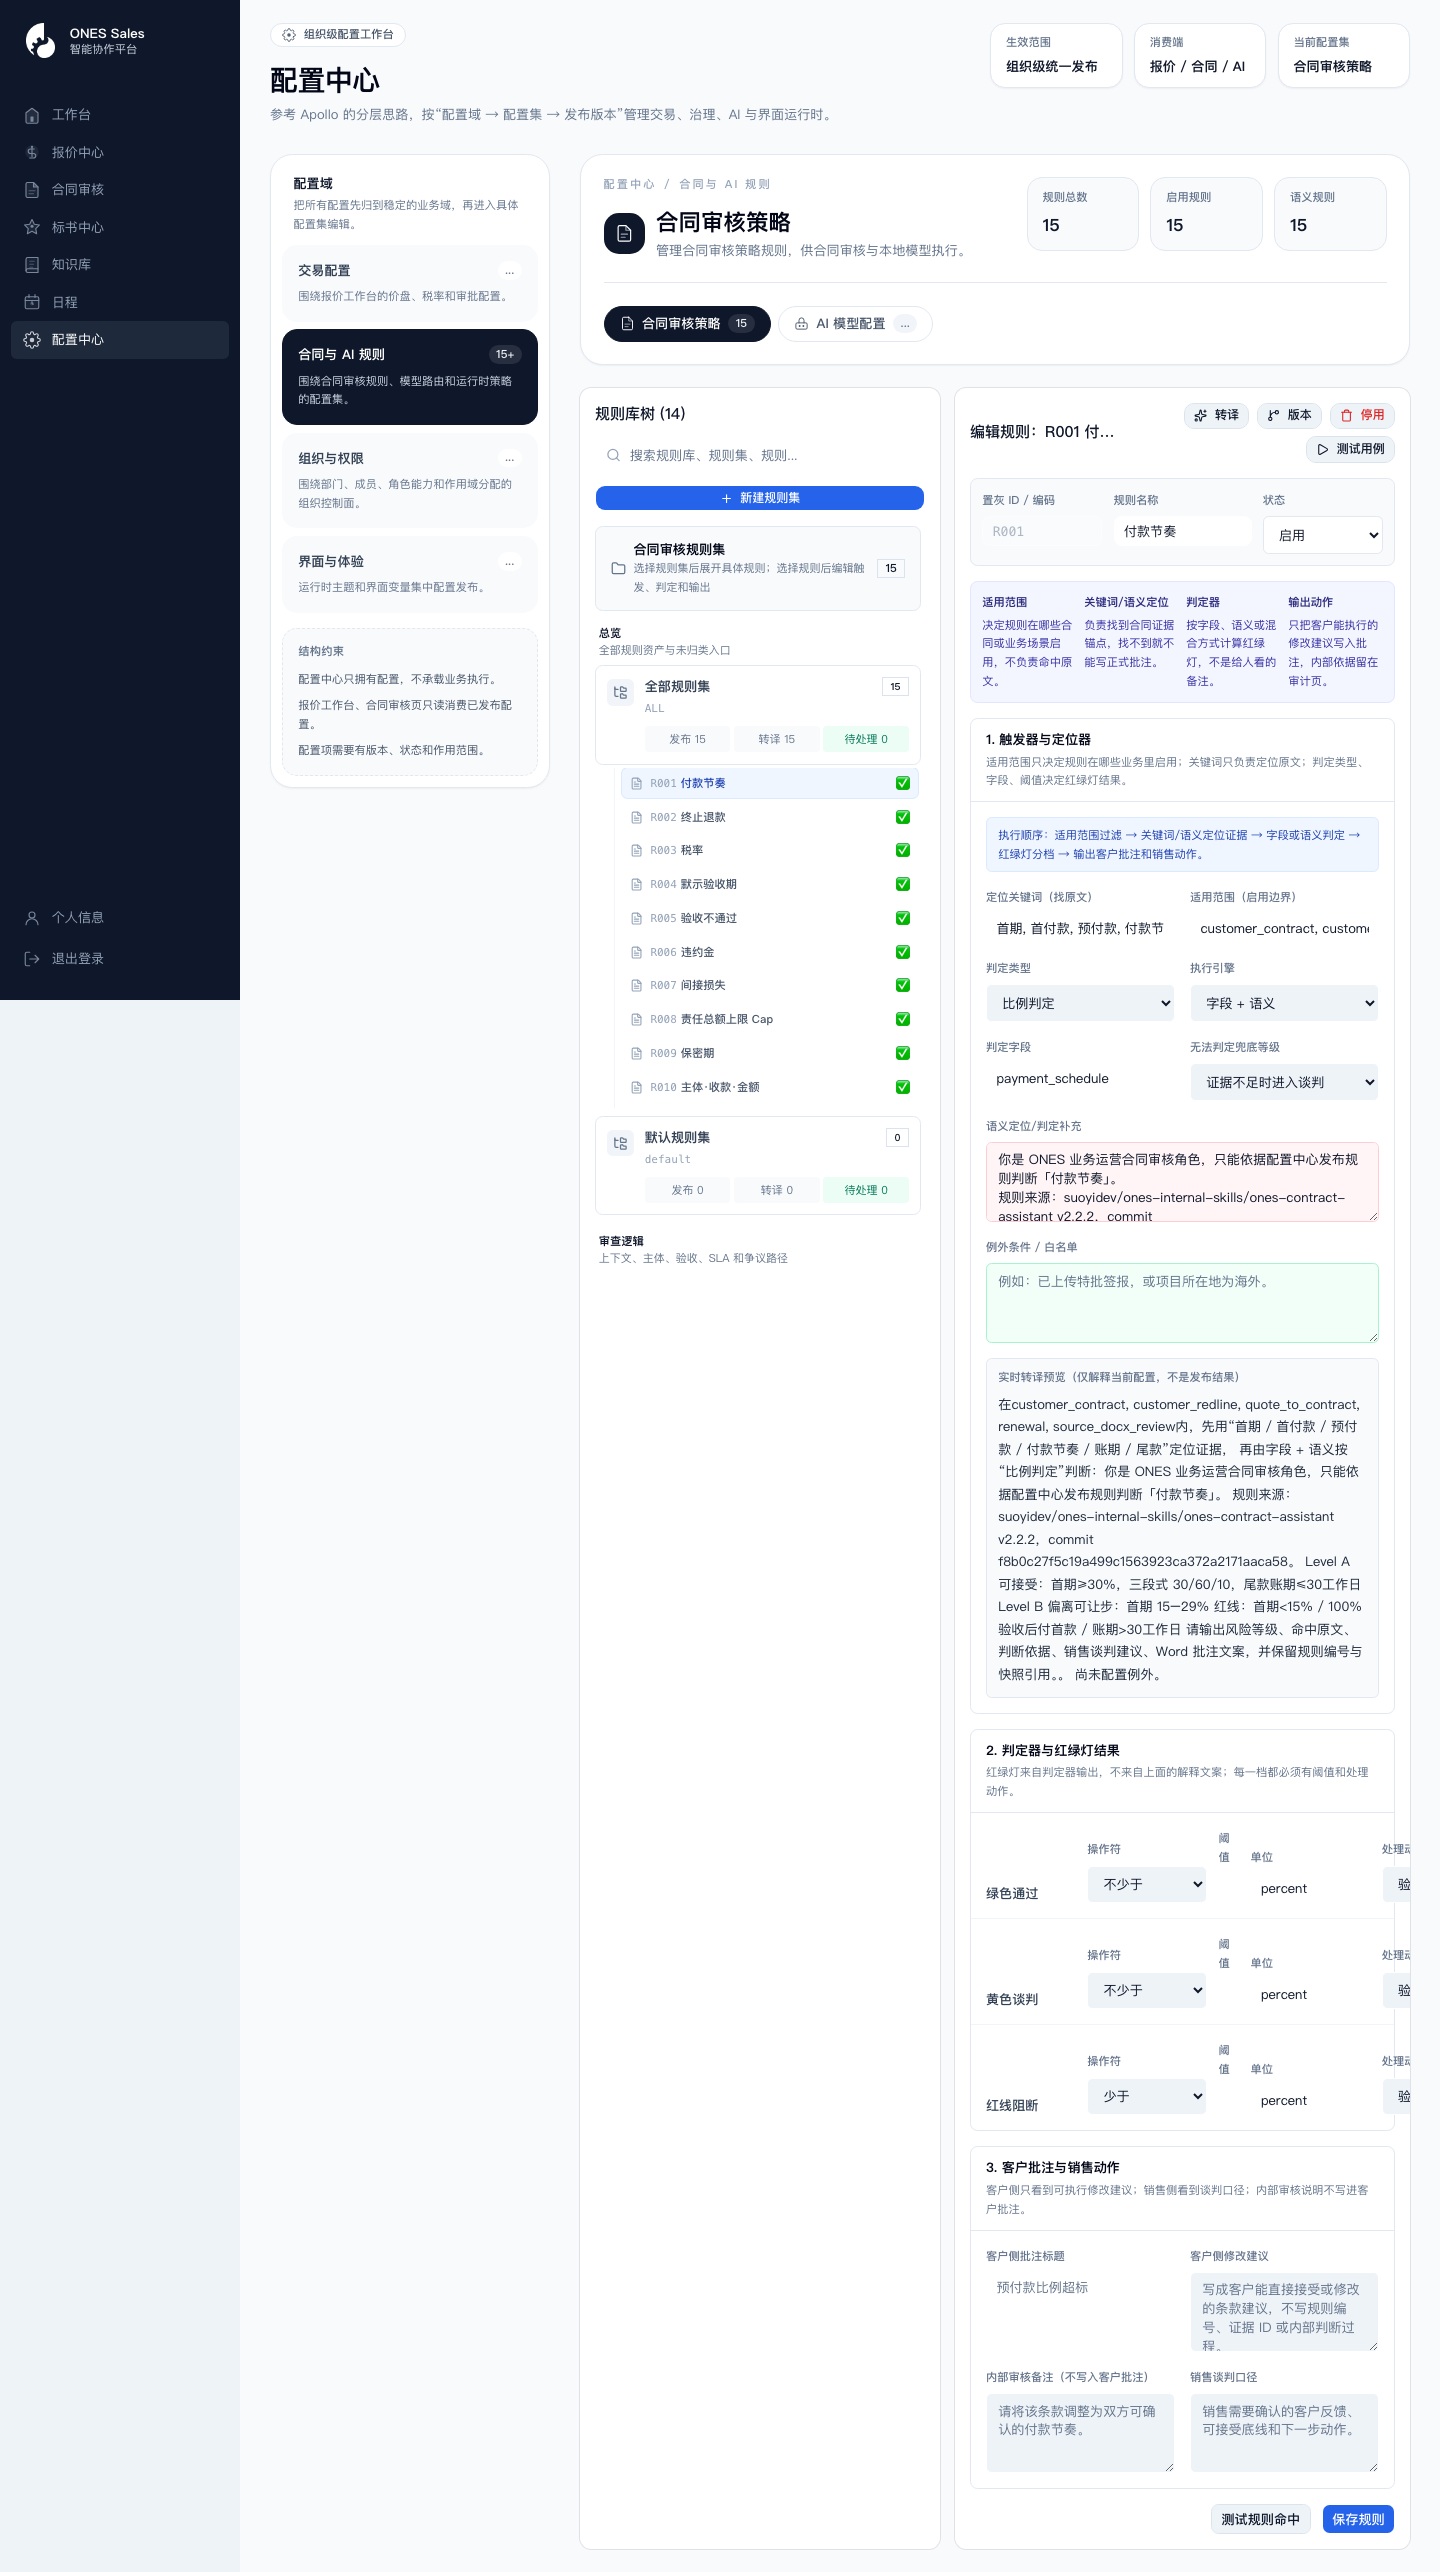 ONES Sales
智能协作平台
工作台
报价中心
合同审核
标书中心
知识库
日程
配置中心
个人信息
退出登录
组织级配置工作台
配置中心
参考 Apollo 的分层思路，按“配置域 → 配置集 → 发布版本”管理交易、治理、AI 与界面运行时。
生效范围
组织级统一发布
消费端
报价 / 合同 / AI
当前配置集
合同审核策略
配置域
把所有配置先归到稳定的业务域，再进入具体
配置集编辑。
交易配置
...
围绕报价工作台的价盘、税率和审批配置。
合同与 AI 规则
15+
围绕合同审核规则、模型路由和运行时策略
的配置集。
组织与权限
...
围绕部门、成员、角色能力和作用域分配的
组织控制面。
界面与体验
...
运行时主题和界面变量集中配置发布。
结构约束
配置中心只拥有配置，不承载业务执行。
报价工作台、合同审核页只读消费已发布配
置。
配置项需要有版本、状态和作用范围。
配置中心 / 合同与 AI 规则
合同审核策略
管理合同审核策略规则，供合同审核与本地模型执行。
规则总数
15
启用规则
15
语义规则
15
合同审核策略 15
AI 模型配置 ...
规则库树 (14)
搜索规则库、规则集、规则...
新建规则集
合同审核规则集
选择规则集后展开具体规则；选择规则后编辑触
发、判定和输出
15
总览
全部规则资产与未归类入口
全部规则集
15
ALL
发布 15 转译 15 待处理 0
R001 付款节奏 ✅
R002 终止退款 ✅
R003 税率 ✅
R004 默示验收期 ✅
R005 验收不通过 ✅
R006 违约金 ✅
R007 间接损失 ✅
R008 责任总额上限 Cap ✅
R009 保密期 ✅
R010 主体·收款·金额 ✅
默认规则集
0
default
发布 0 转译 0 待处理 0
审查逻辑
上下文、主体、验收、SLA 和争议路径
编辑规则：R001 付...
转译 版本 停用
测试用例
置灰 ID / 编码 规则名称 状态
R001 付款节奏 启用
适用范围
决定规则在哪些合
同或业务场景启
用，不负责命中原
文。
关键词/语义定位
负责找到合同证据
锚点，找不到就不
能写正式批注。
判定器
按字段、语义或混
合方式计算红绿
灯，不是给人看的
备注。
输出动作
只把客户能执行的
修改建议写入批
注，内部依据留在
审计页。
1. 触发器与定位器
适用范围只决定规则在哪些业务里启用；关键词只负责定位原文；判定类型、
字段、阈值决定红绿灯结果。
执行顺序：适用范围过滤 → 关键词/语义定位证据 → 字段或语义判定 →
红绿灯分档 → 输出客户批注和销售动作。
定位关键词（找原文） 适用范围（启用边界）
首期, 首付款, 预付款, 付款节 customer_contract, custome
判定类型 执行引擎
比例判定 字段 + 语义
判定字段 无法判定兜底等级
payment_schedule 证据不足时进入谈判
语义定位/判定补充
你是 ONES 业务运营合同审核角色，只能依据配置中心发布规
则判断「付款节奏」。
规则来源：suoyidev/ones-internal-skills/ones-contract-
assistant v2.2.2，commit
例外条件 / 白名单
例如：已上传特批签报，或项目所在地为海外。
实时转译预览（仅解释当前配置，不是发布结果）
在customer_contract, customer_redline, quote_to_contract,
renewal, source_docx_review内，先用“首期 / 首付款 / 预付
款 / 付款节奏 / 账期 / 尾款”定位证据， 再由字段 + 语义按
“比例判定”判断：你是 ONES 业务运营合同审核角色，只能依
据配置中心发布规则判断「付款节奏」。 规则来源：
suoyidev/ones-internal-skills/ones-contract-assistant
v2.2.2，commit
f8b0c27f5c19a499c1563923ca372a2171aaca58。 Level A
可接受：首期≥30%，三段式 30/60/10，尾款账期≤30工作日
Level B 偏离可让步：首期 15–29% 红线：首期<15% / 100%
验收后付首款 / 账期>30工作日 请输出风险等级、命中原文、
判断依据、销售谈判建议、Word 批注文案，并保留规则编号与
快照引用。。 尚未配置例外。
2. 判定器与红绿灯结果
红绿灯来自判定器输出，不来自上面的解释文案；每一档都必须有阈值和处理
动作。
操作符 阈值 单位 处理动
绿色通过 不少于 percent 验
操作符 阈值 单位 处理动
黄色谈判 不少于 percent 验
操作符 阈值 单位 处理动
红线阻断 少于 percent 验
3. 客户批注与销售动作
客户侧只看到可执行修改建议；销售侧看到谈判口径；内部审核说明不写进客
户批注。
客户侧批注标题
预付款比例超标
客户侧修改建议
写成客户能直接接受或修改
的条款建议，不写规则编
号、证据 ID 或内部判断过
程。
内部审核备注（不写入客户批注）
请将该条款调整为双方可确
认的付款节奏。
销售谈判口径
销售需要确认的客户反馈、
可接受底线和下一步动作。
测试规则命中 保存规则